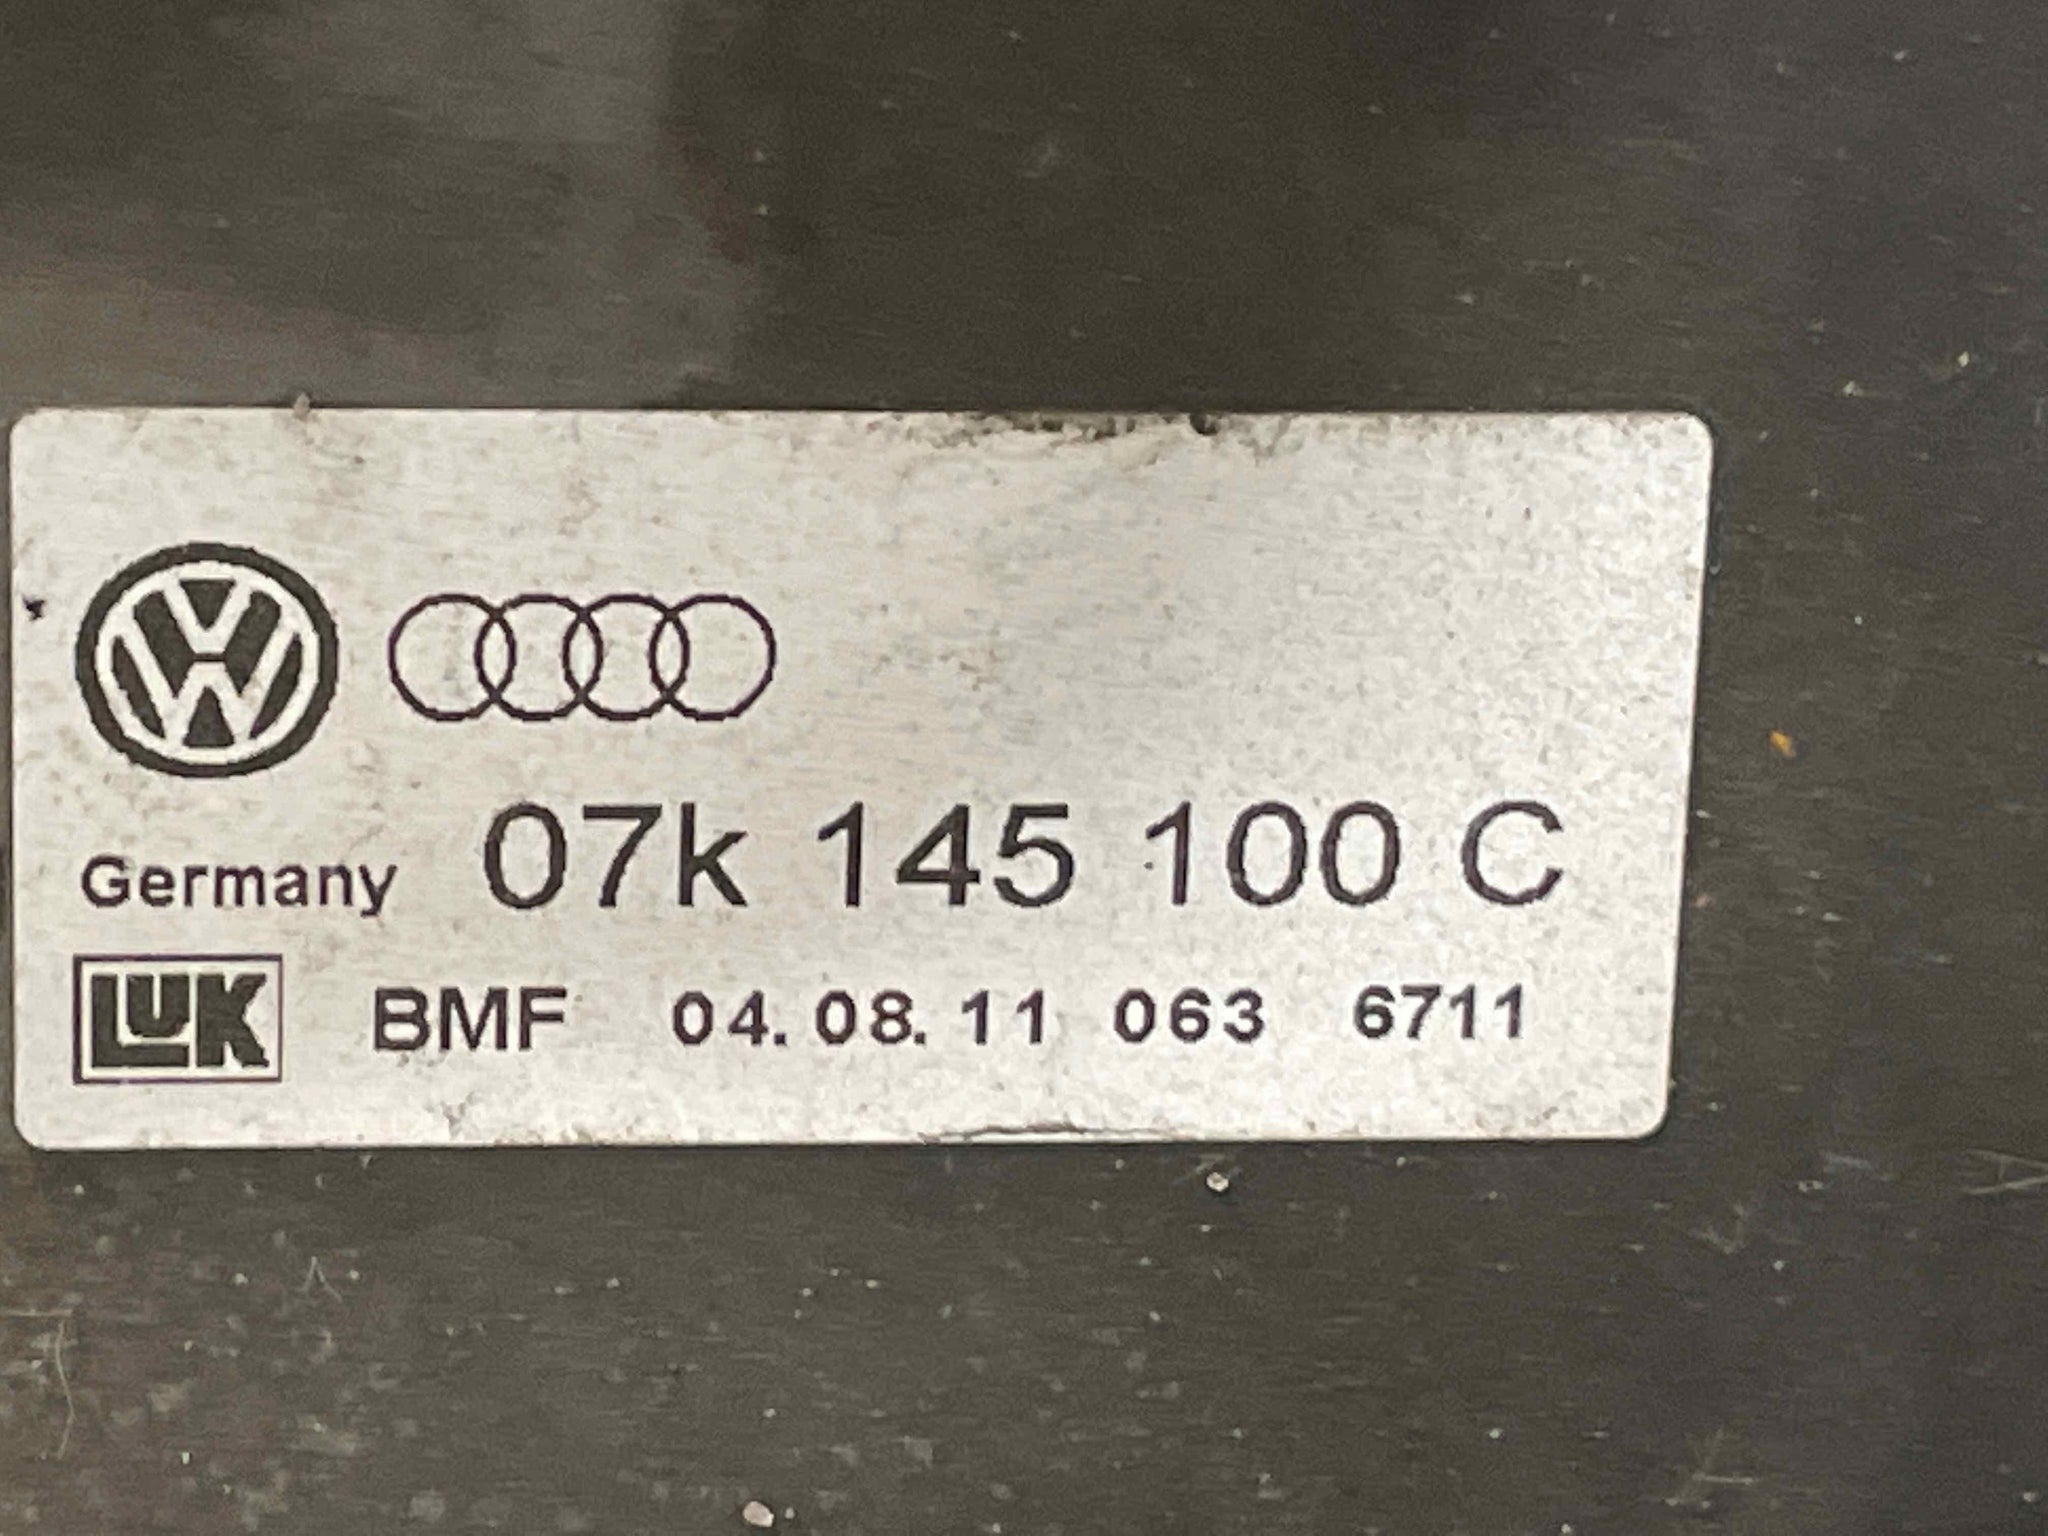 Germany 07k 145 100 C
LUK BMF 04.08.11 063 6711